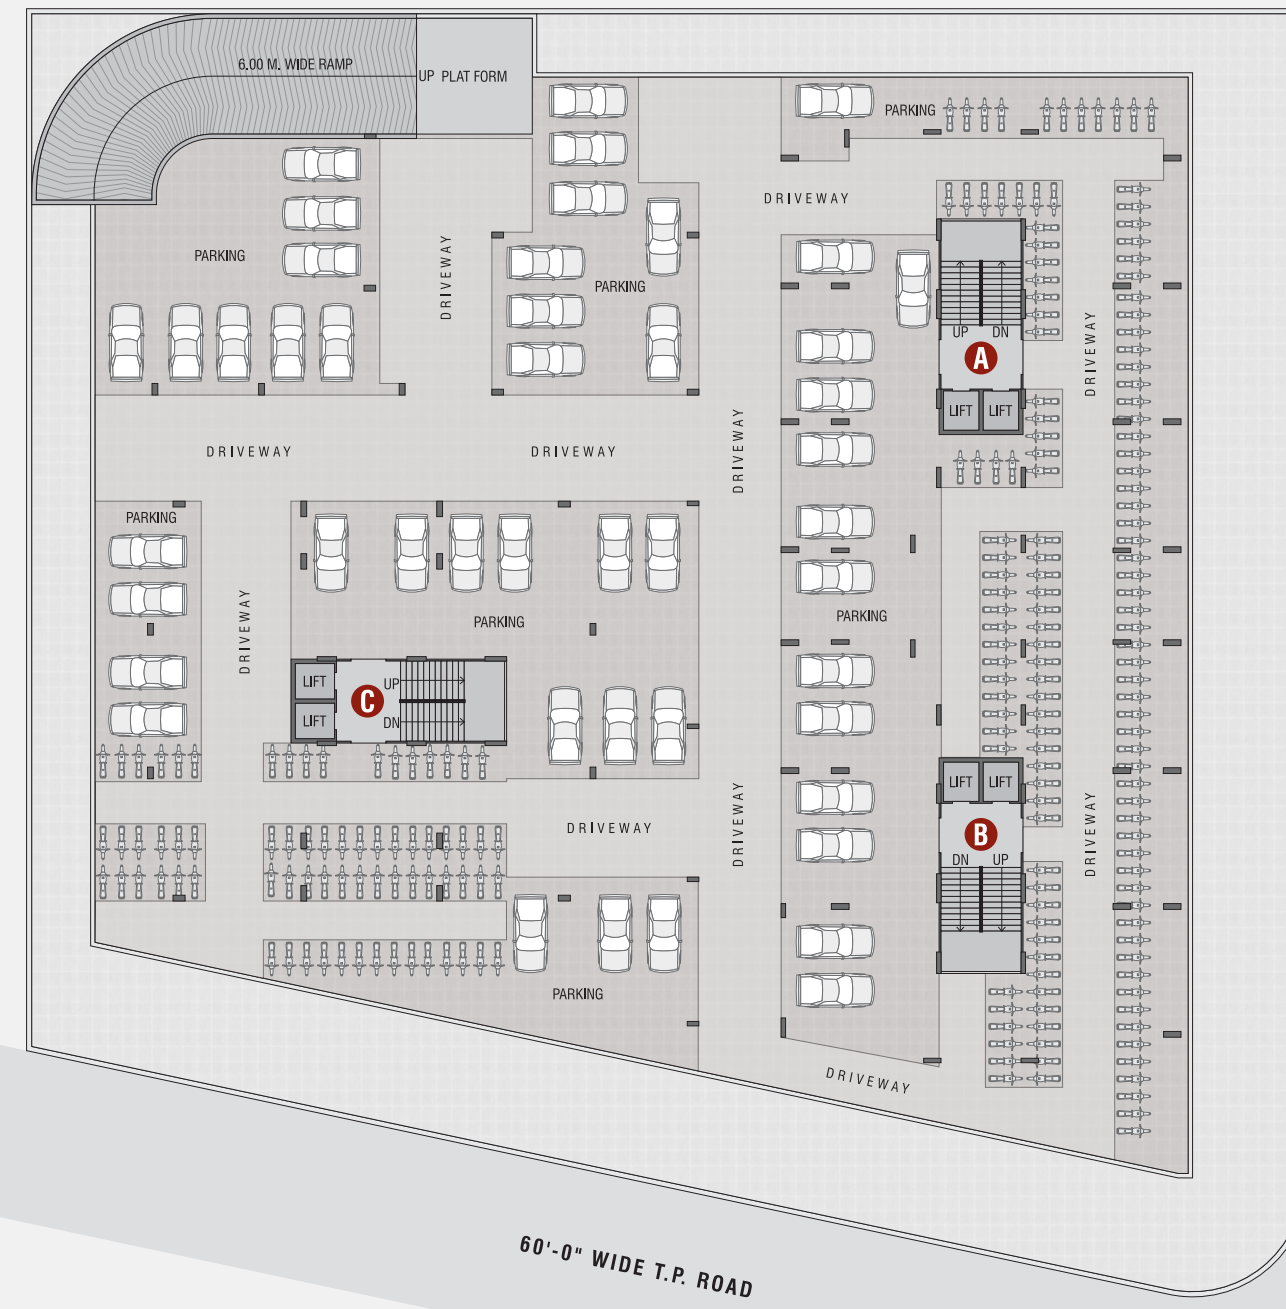 6.00 M. WIDE RAMP
UP PLAT FORM
PARKING
DRIVEWAY
PARKING
DRIVEWAY
PARKING
DRIVEWAY
UP DN
A
LIFT LIFT
DRIVEWAY
DRIVEWAY
DRIVEWAY
DRIVEWAY
PARKING
DRIVEWAY
PARKING
PARKING
LIFT
LIFT
C
UP
DN
LIFT LIFT
B
DN UP
DRIVEWAY
DRIVEWAY
DRIVEWAY
PARKING
DRIVEWAY
60'-0" WIDE T.P. ROAD